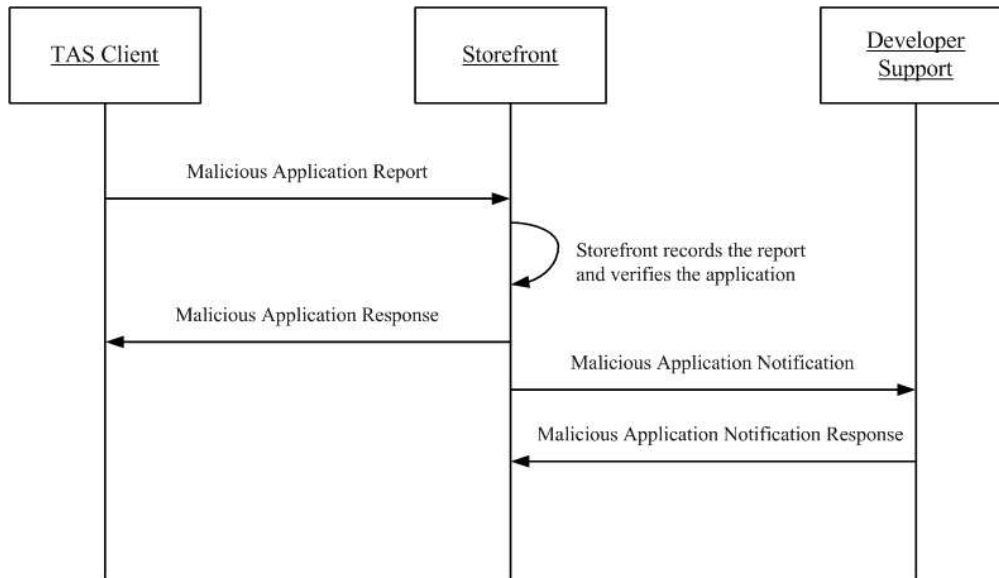 TAS Client
Storefront
Developer
Support
Malicious Application Report
Storefront records the report
and verifies the application
Malicious Application Response
Malicious Application Notification
Malicious Application Notification Response